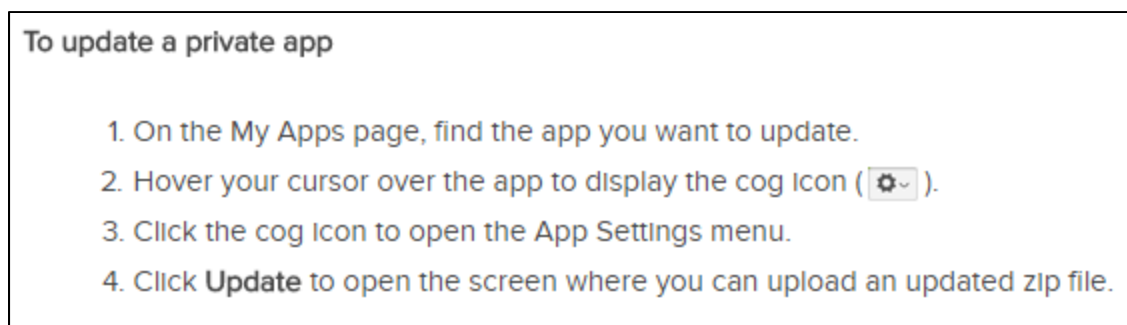 To update a private app
1. On the My Apps page, find the app you want to update.
2. Hover your cursor over the app to display the cog icon ( ).
3. Click the cog icon to open the App Settings menu.
4. Click Update to open the screen where you can upload an updated zip file.